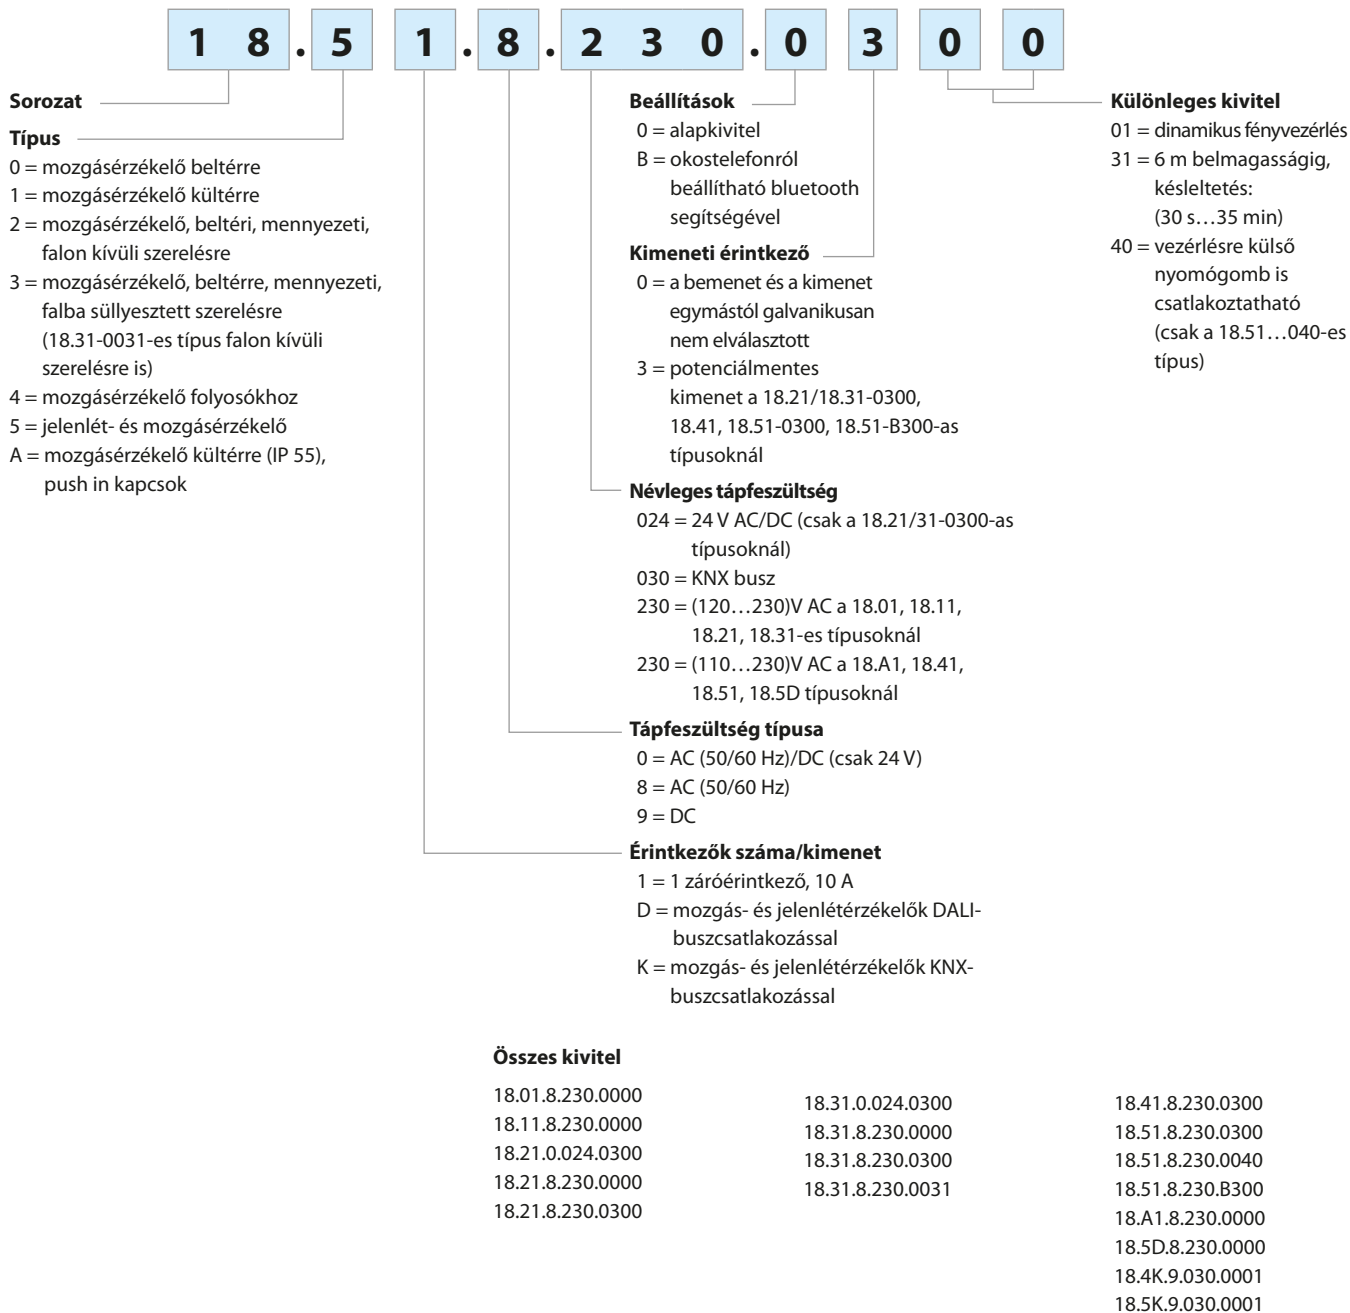 18.51.8.230.0300
Sorozat
Típus
0 = mozgásérzékelő beltérre
1 = mozgásérzékelő kültérre
2 = mozgásérzékelő, beltéri, mennyezeti,
falon kívüli szerelésre
3 = mozgásérzékelő, beltérre, mennyezeti,
falba süllyesztett szerelésre
(18.31-0031-es típus falon kívüli
szerelésre is)
4 = mozgásérzékelő folyosókhoz
5 = jelenlét- és mozgásérzékelő
A = mozgásérzékelő kültérre (IP 55),
push in kapcsok
Beállítások
0 = alapkivitel
B = okostelefonról
beállítható bluetooth
segítségével
Kimeneti érintkező
0 = a bemenet és a kimenet
egymástól galvanikusan
nem elválasztott
3 = potenciálmentes
kimenet a 18.21/18.31-0300,
18.41, 18.51-0300, 18.51-B300-as
típusoknál
Névleges tápfeszültség
024 = 24 V AC/DC (csak a 18.21/31-0300-as
típusoknál)
030 = KNX busz
230 = (120…230)V AC a 18.01, 18.11,
18.21, 18.31-es típusoknál
230 = (110…230)V AC a 18.A1, 18.41,
18.51, 18.5D típusoknál
Tápfeszültség típusa
0 = AC (50/60 Hz)/DC (csak 24 V)
8 = AC (50/60 Hz)
9 = DC
Érintkezők száma/kimenet
1 = 1 záróérintkező, 10 A
D = mozgás- és jelenlétérzékelők DALI-
buszcsatlakozással
K = mozgás- és jelenlétérzékelők KNX-
buszcsatlakozással
Különleges kivitel
01 = dinamikus fényvezérlés
31 = 6 m belmagasságig,
késleltetés:
(30 s…35 min)
40 = vezérlésre külső
nyomógomb is
csatlakoztatható
(csak a 18.51…040-es
típus)
Összes kivitel
18.01.8.230.0000
18.11.8.230.0000
18.21.0.024.0300
18.21.8.230.0000
18.21.8.230.0300
18.31.0.024.0300
18.31.8.230.0000
18.31.8.230.0300
18.31.8.230.0031
18.41.8.230.0300
18.51.8.230.0300
18.51.8.230.0040
18.51.8.230.B300
18.A1.8.230.0000
18.5D.8.230.0000
18.4K.9.030.0001
18.5K.9.030.0001